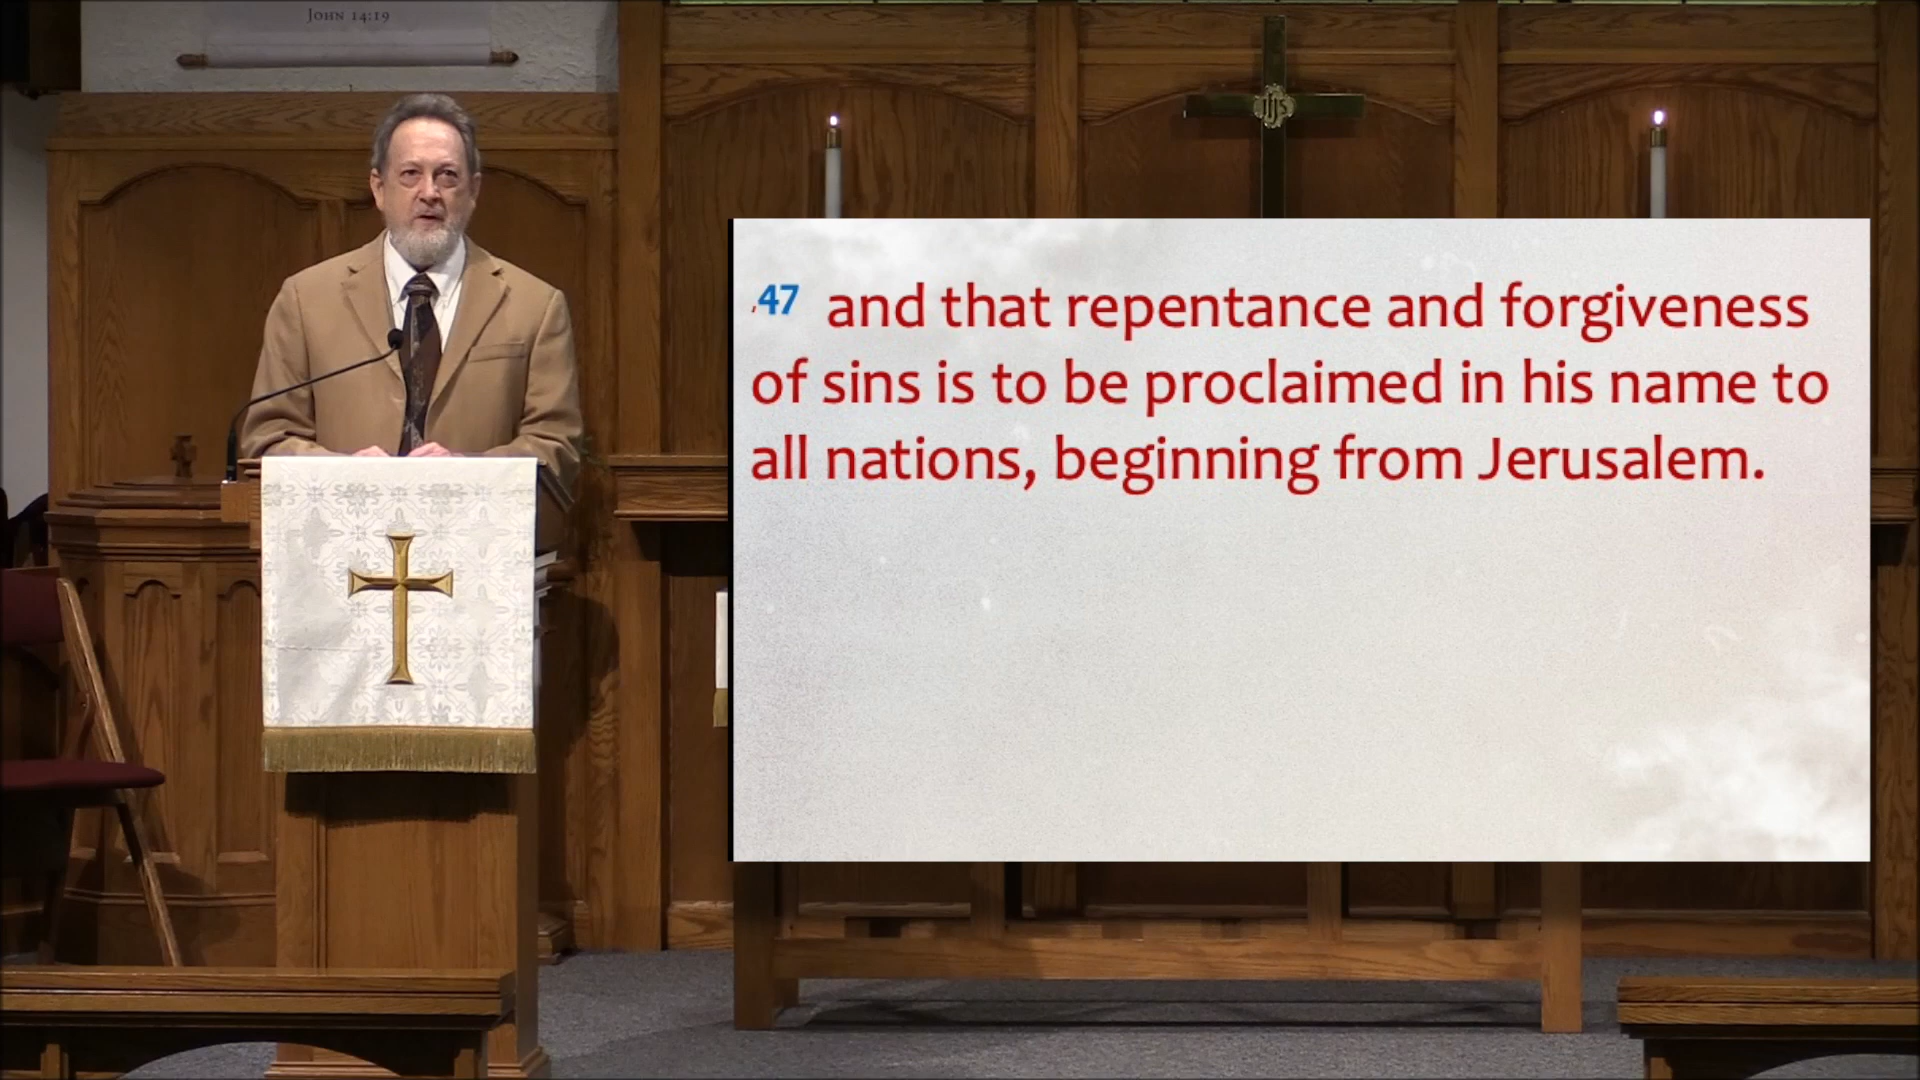 John 14:19
IHS
47 and that repentance and forgiveness
of sins is to be proclaimed in his name to
all nations, beginning from Jerusalem.